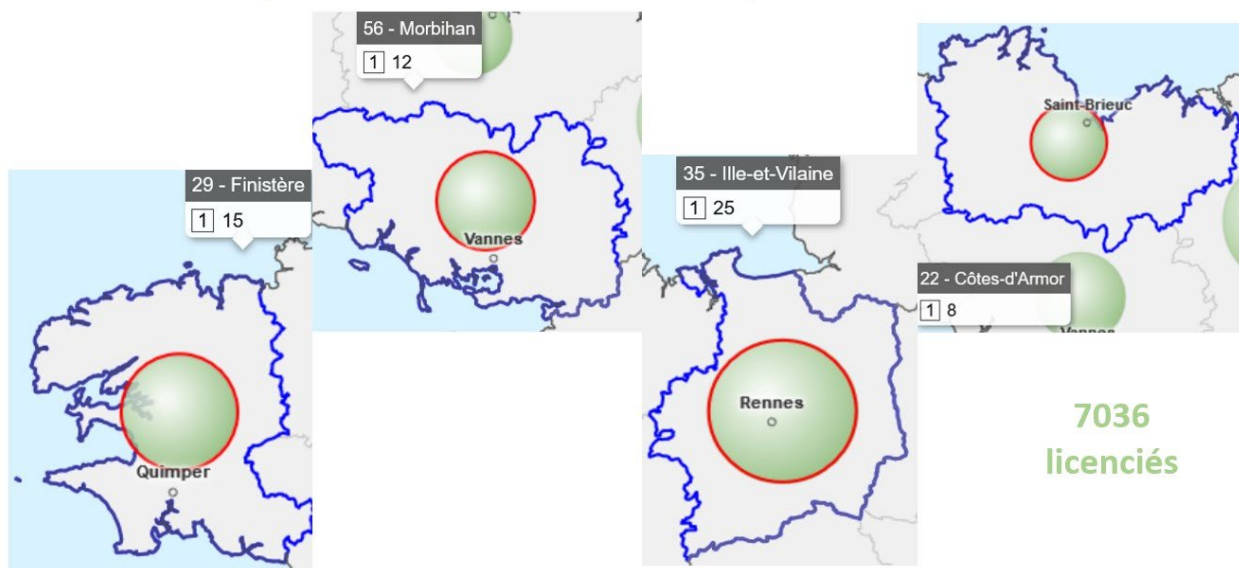 56 - Morbihan
1 12
Vannes
29 - Finistère
1 15
Quimper
35 - Ille-et-Vilaine
1 25
Rennes
Saint-Brieuc
22 - Côtes-d'Armor
1 8
Vannes
7036
licenciés